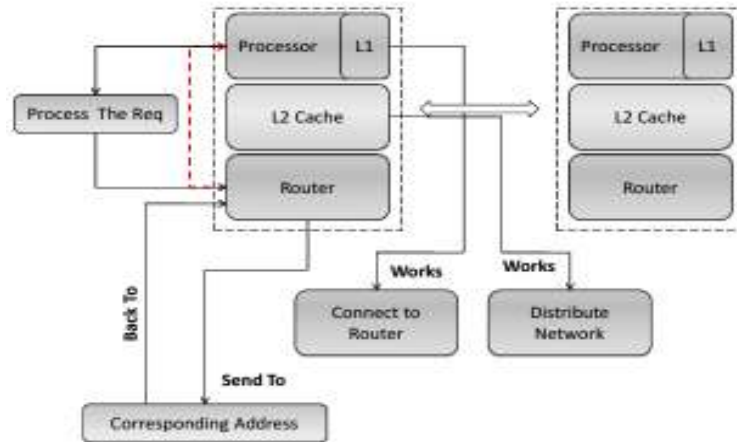 Processor L1
Processor L1
Process The Req
L2 Cache
L2 Cache
Router
Router
Back To
Works
Works
Connect to
Router
Distribute
Network
Send To
Corresponding Address